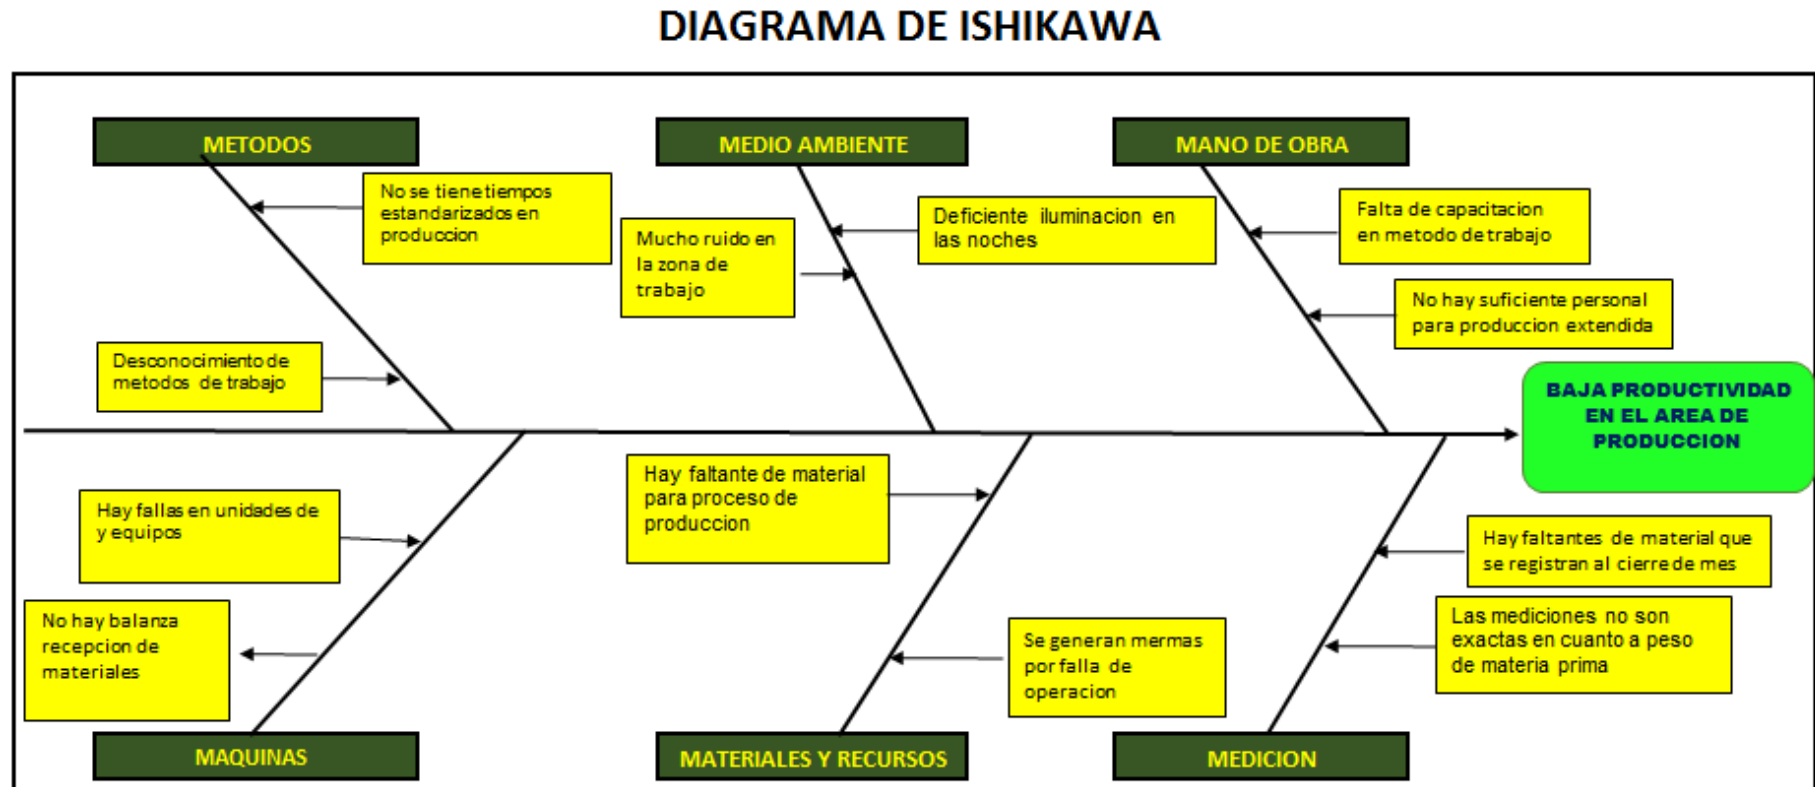 DIAGRAMA DE ISHIKAWA
METODOS
MEDIO AMBIENTE
MANO DE OBRA
No se tiene tiempos
estandarizados en
produccion
Mucho ruido en
la zona de
trabajo
Deficiente iluminacion en
las noches
Falta de capacitacion
en metodo de trabajo
No hay suficiente personal
para produccion extendida
Desconocimiento de
metodos de trabajo
BAJA PRODUCTIVIDAD
EN EL AREA DE
PRODUCCION
Hay fallas en unidades de
y equipos
Hay faltante de material
para proceso de
produccion
Hay faltantes de material que
se registran al cierre de mes
No hay balanza
recepcion de
materiales
Se generan mermas
por falla de
operacion
Las mediciones no son
exactas en cuanto a peso
de materia prima
MAQUINAS
MATERIALES Y RECURSOS
MEDICION